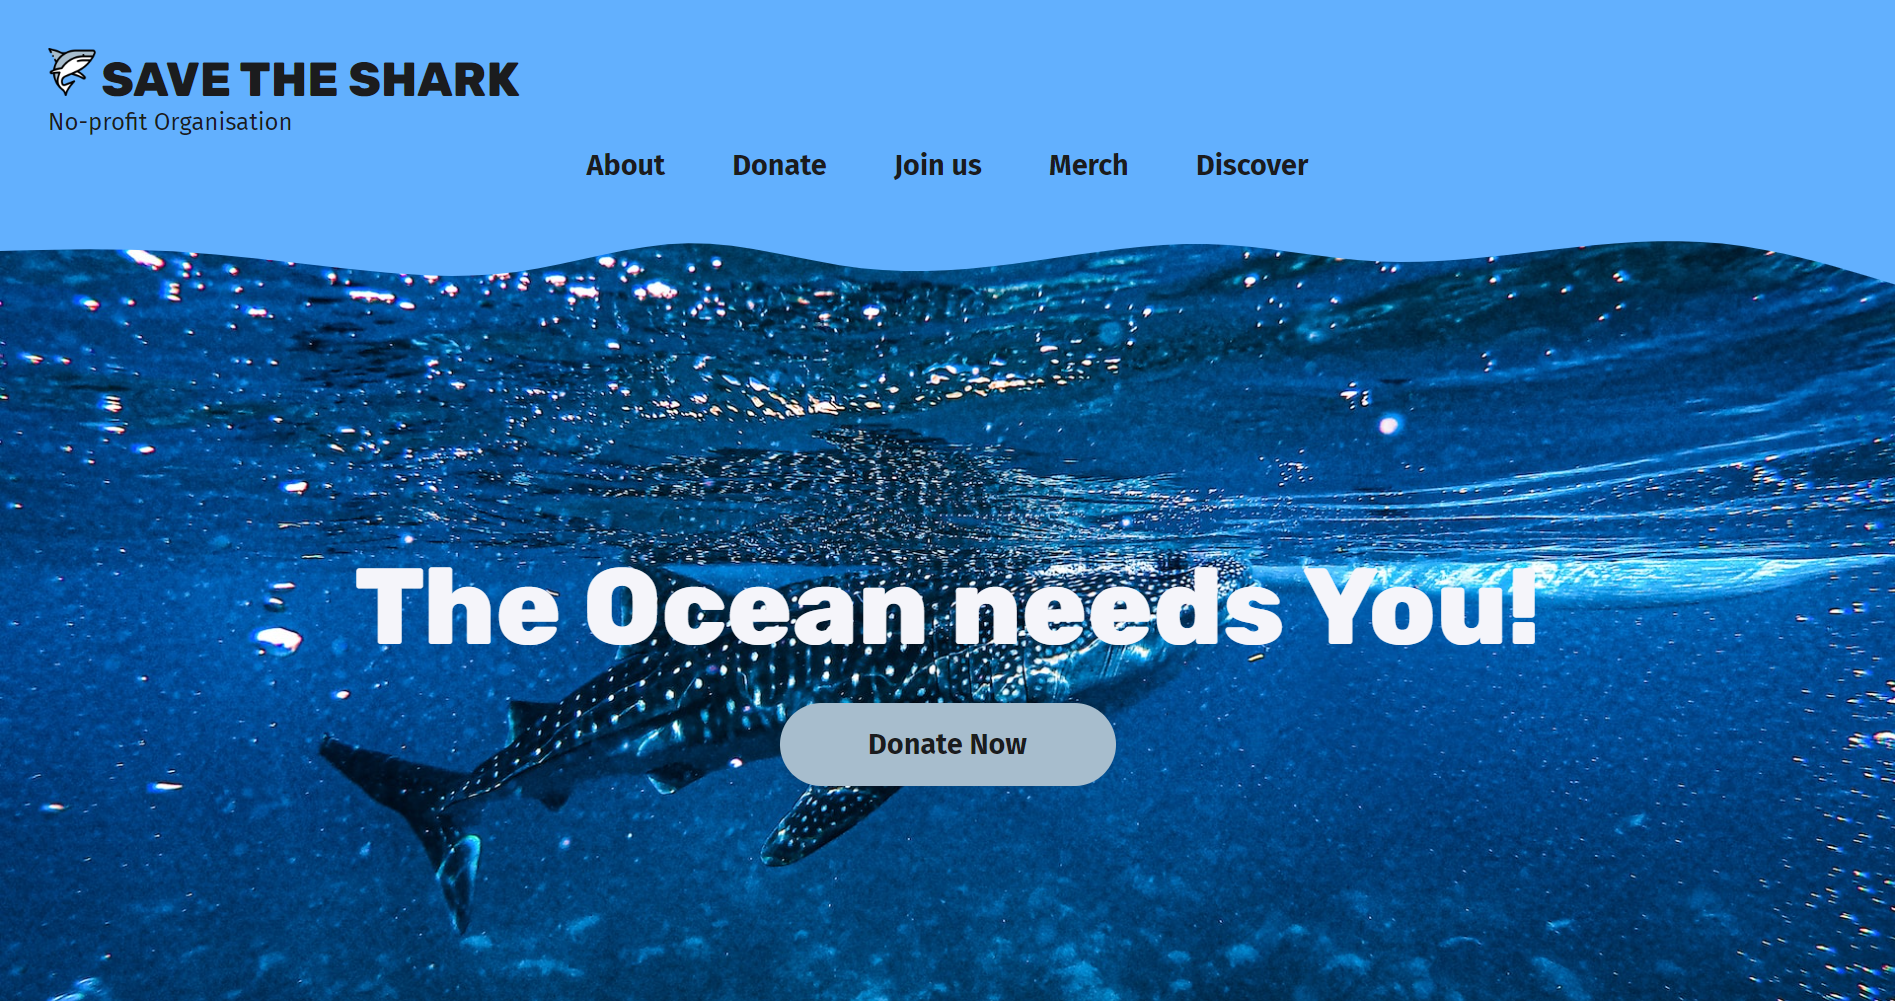 SAVE THE SHARK
No-profit Organisation
About Donate Join us Merch Discover
The Ocean needs You!
Donate Now